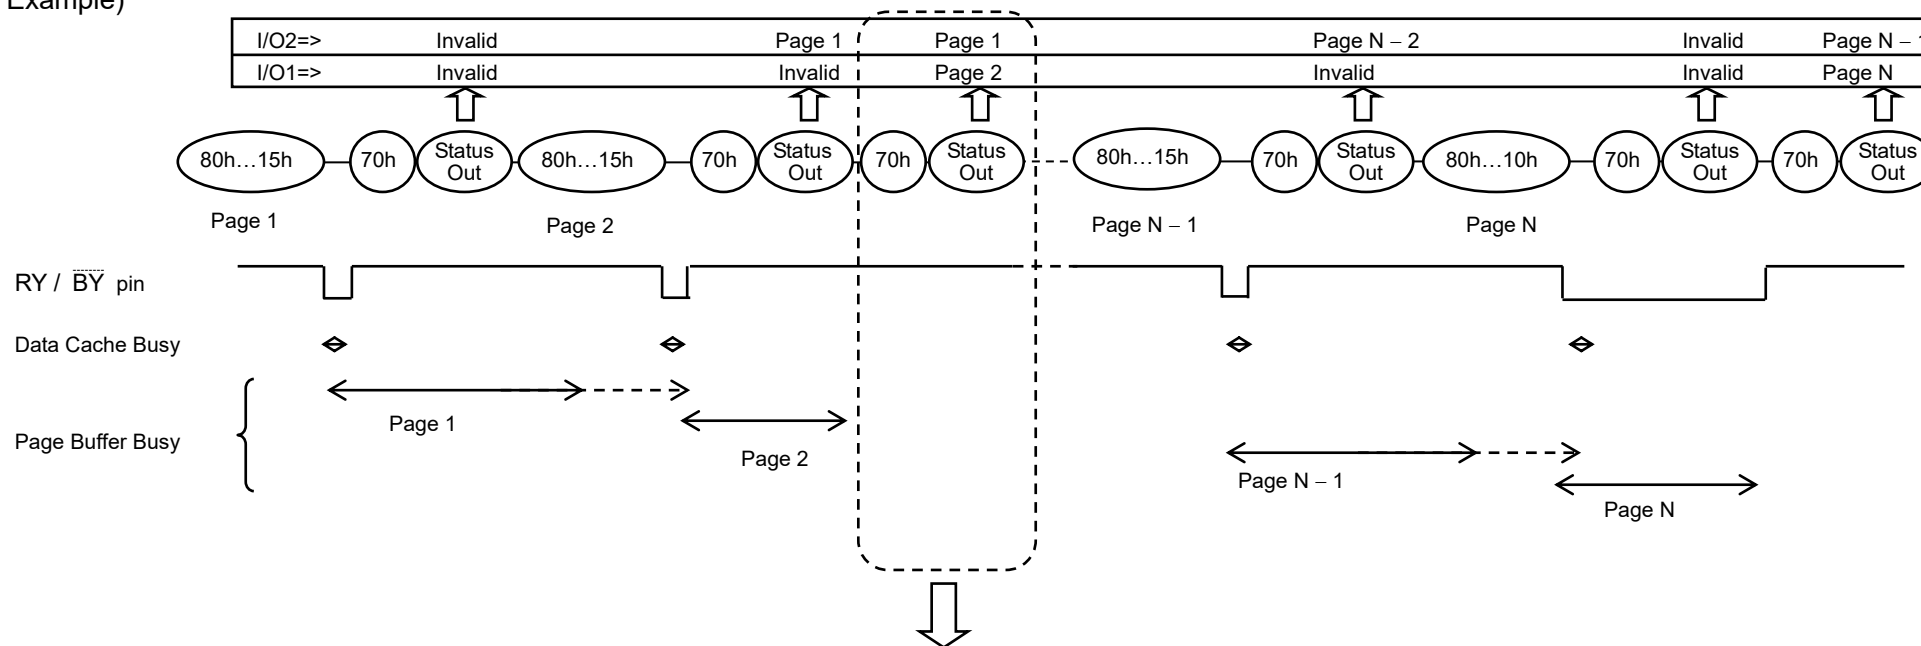 Example)
I/O2=> Invalid Page 1 Page 1 Page N – 2 Invalid Page N – 1
I/O1=> Invalid Invalid Page 2 Invalid Invalid Page N
80h…15h 70h Status Out 80h…15h 70h Status Out 70h Status Out 80h…15h 70h Status Out 80h…10h 70h Status Out 70h Status Out
Page 1 Page 2 Page N – 1 Page N
RY / BY pin
Data Cache Busy
Page 1
Page 2
Page Buffer Busy
Page N – 1
Page N